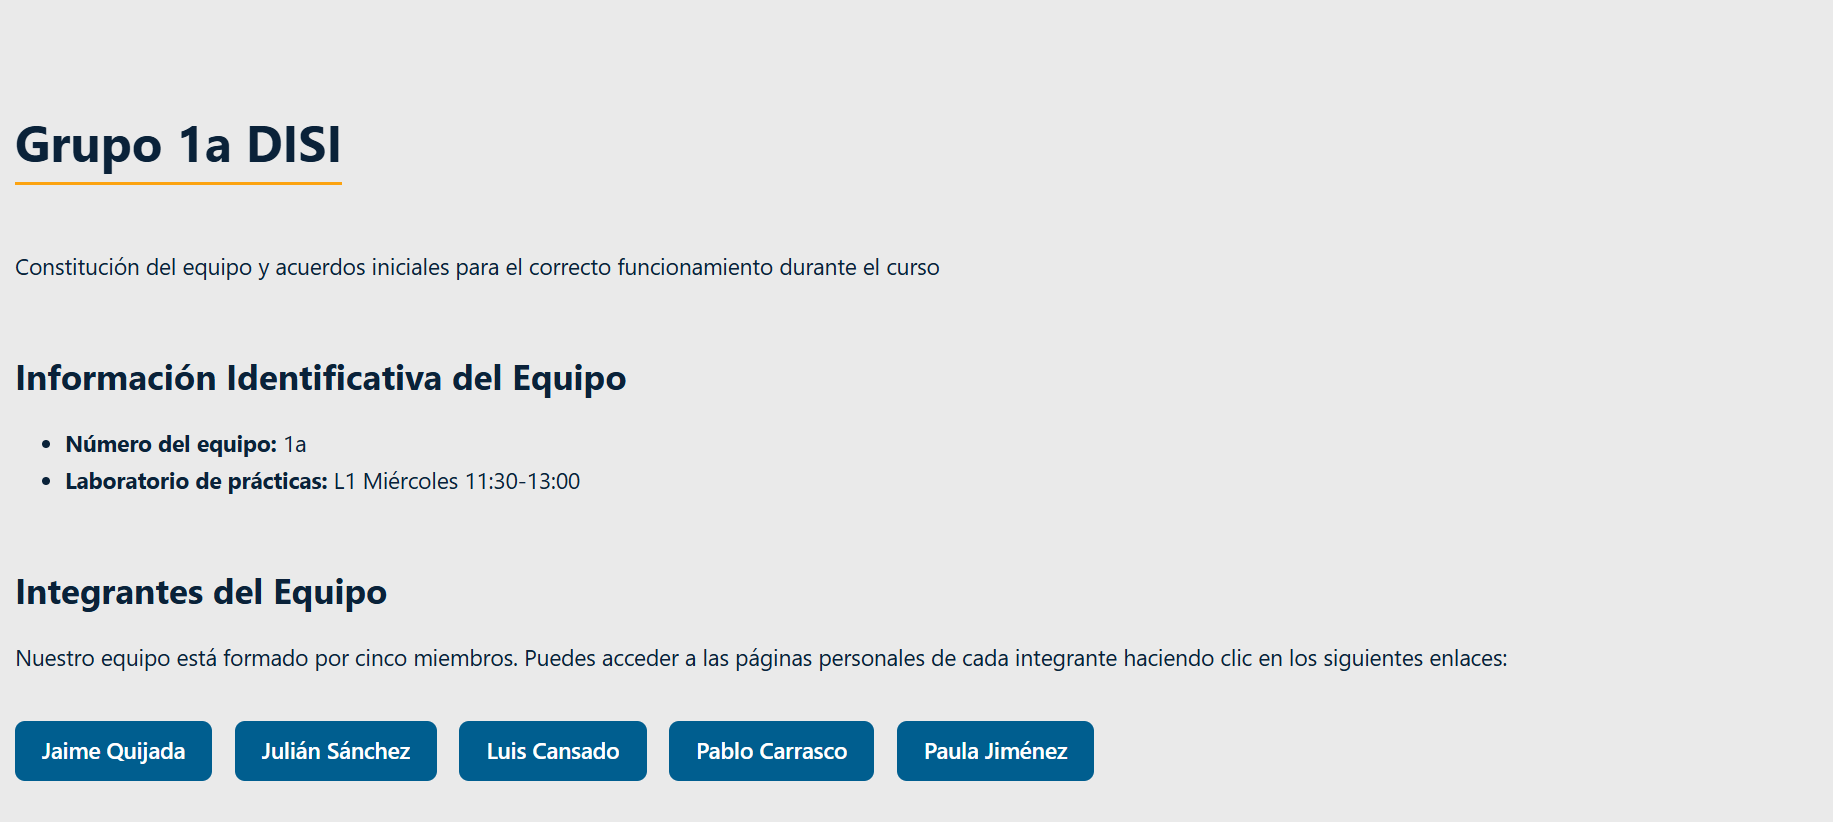 Grupo 1a DISI
Constitución del equipo y acuerdos iniciales para el correcto funcionamiento durante el curso
Información Identificativa del Equipo
• Número del equipo: 1a
• Laboratorio de prácticas: L1 Miércoles 11:30-13:00
Integrantes del Equipo
Nuestro equipo está formado por cinco miembros. Puedes acceder a las páginas personales de cada integrante haciendo clic en los siguientes enlaces:
Jaime Quijada Julián Sánchez Luis Cansado Pablo Carrasco Paula Jiménez